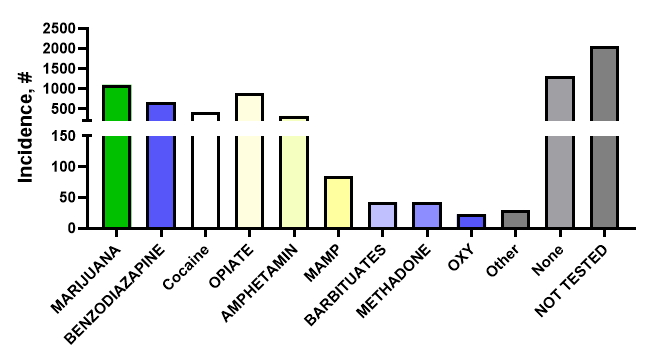 Incidence, #
2500
2000
1500
1000
500
150
100
50
0
MARIJUANA
BENZODIAZAPINE
Cocaine
OPIATE
AMPHETAMIN
MAMP
BARBITUATES
METHADONE
OXY
Other
None
NOT TESTED